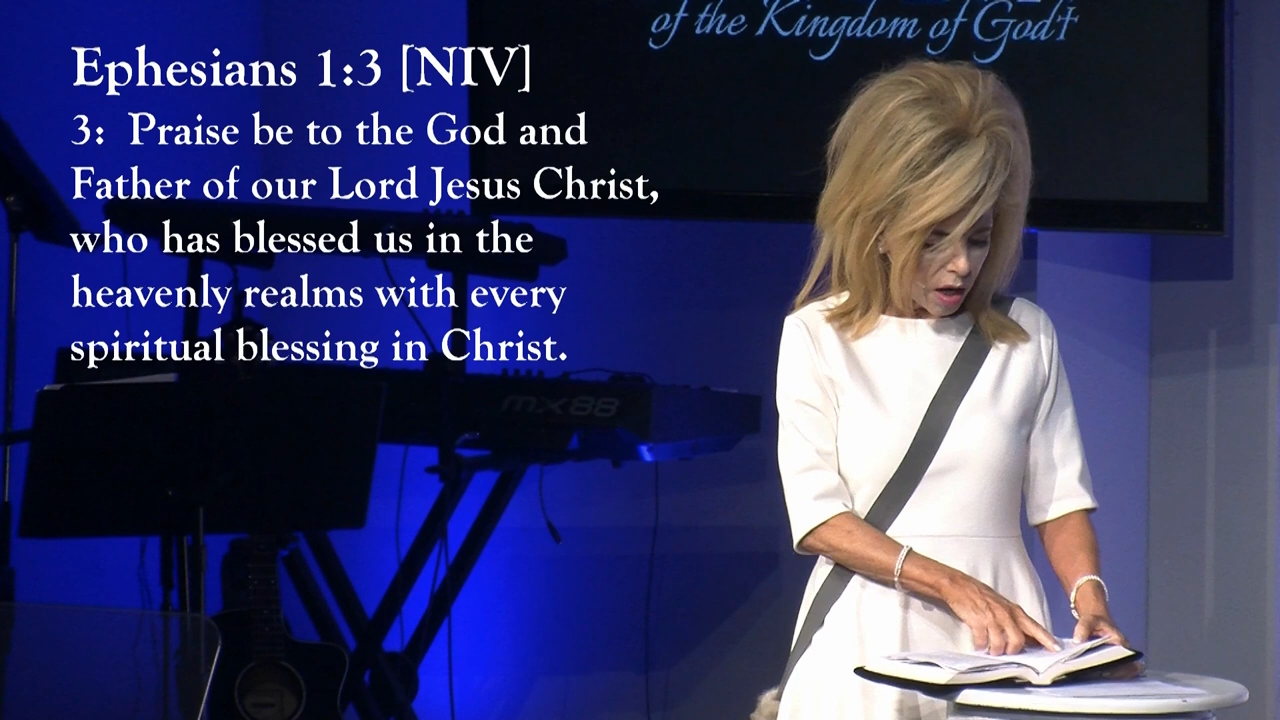 of the Kingdom of God
Ephesians 1:3 [NIV]
3: Praise be to the God and
Father of our Lord Jesus Christ,
who has blessed us in the
heavenly realms with every
spiritual blessing in Christ.
mx88